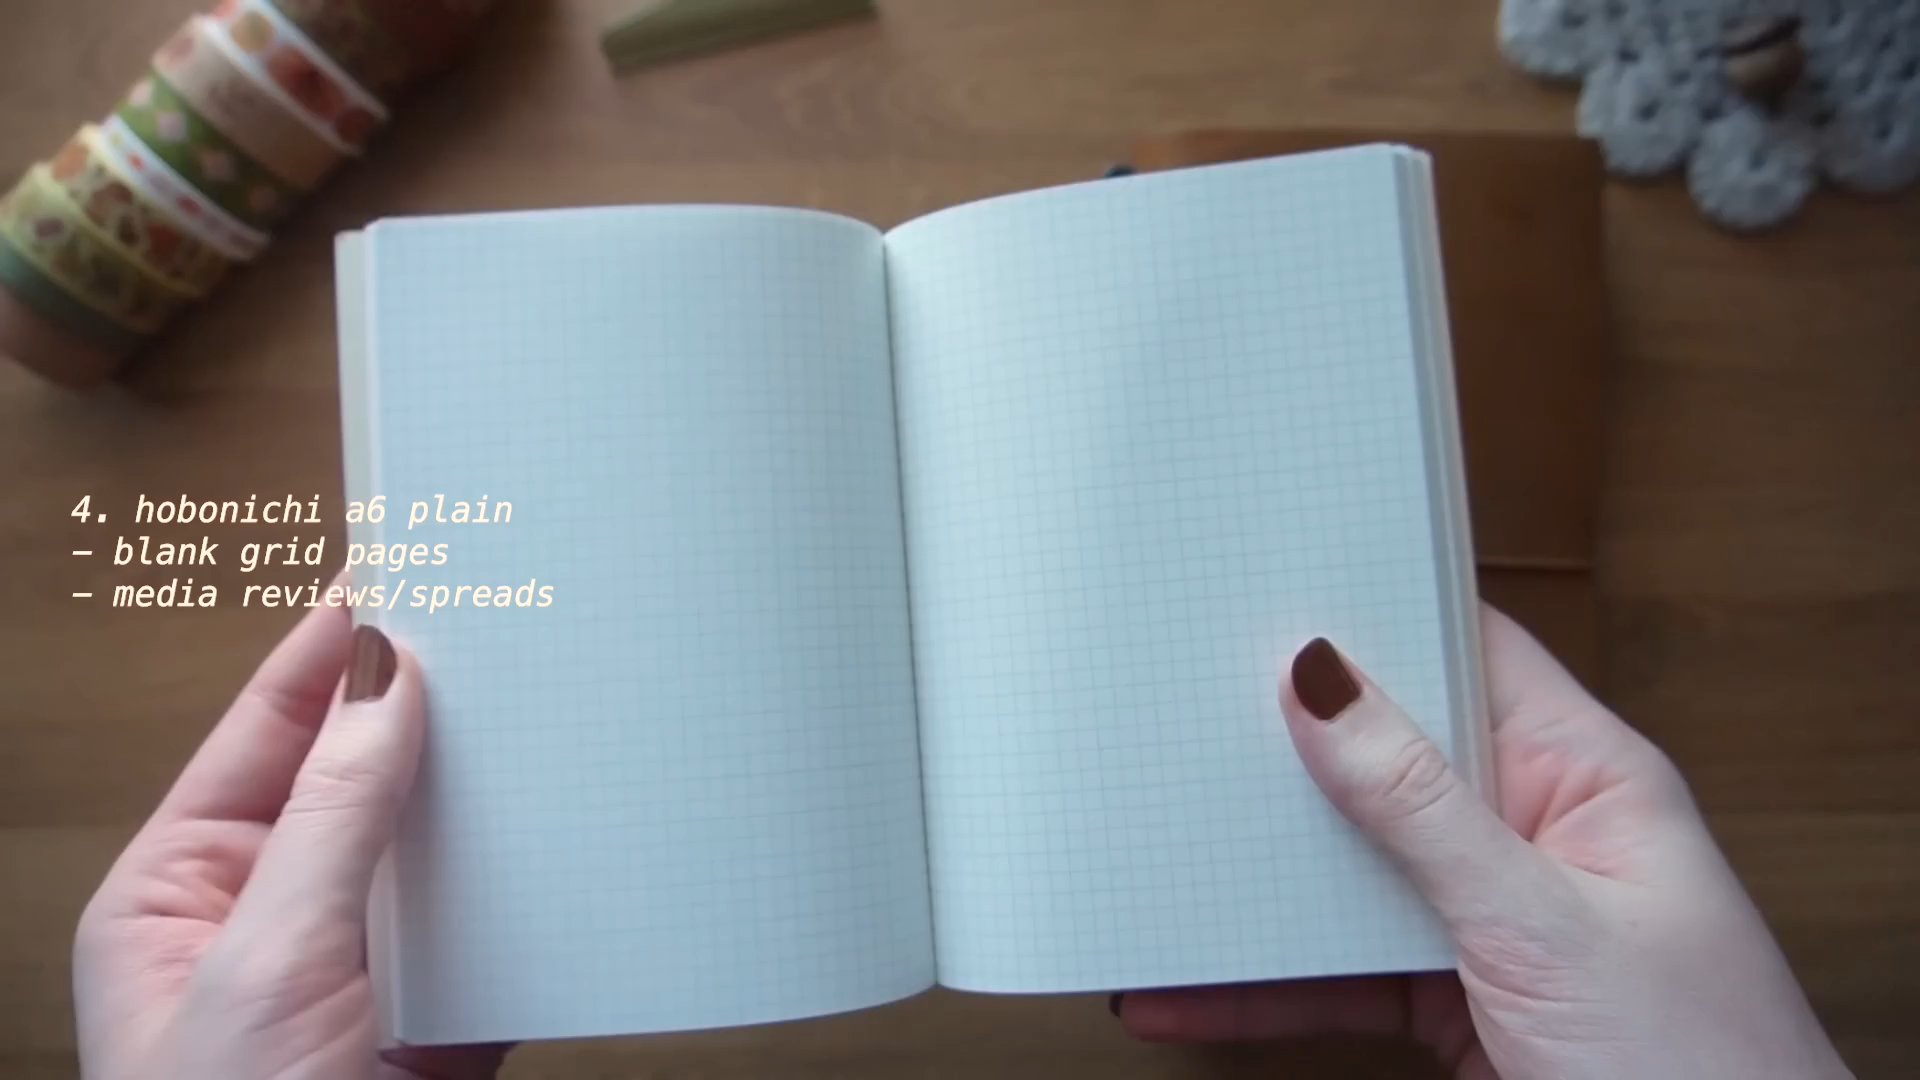 4. hobonichi a6 plain
– blank grid pages
– media reviews/spreads